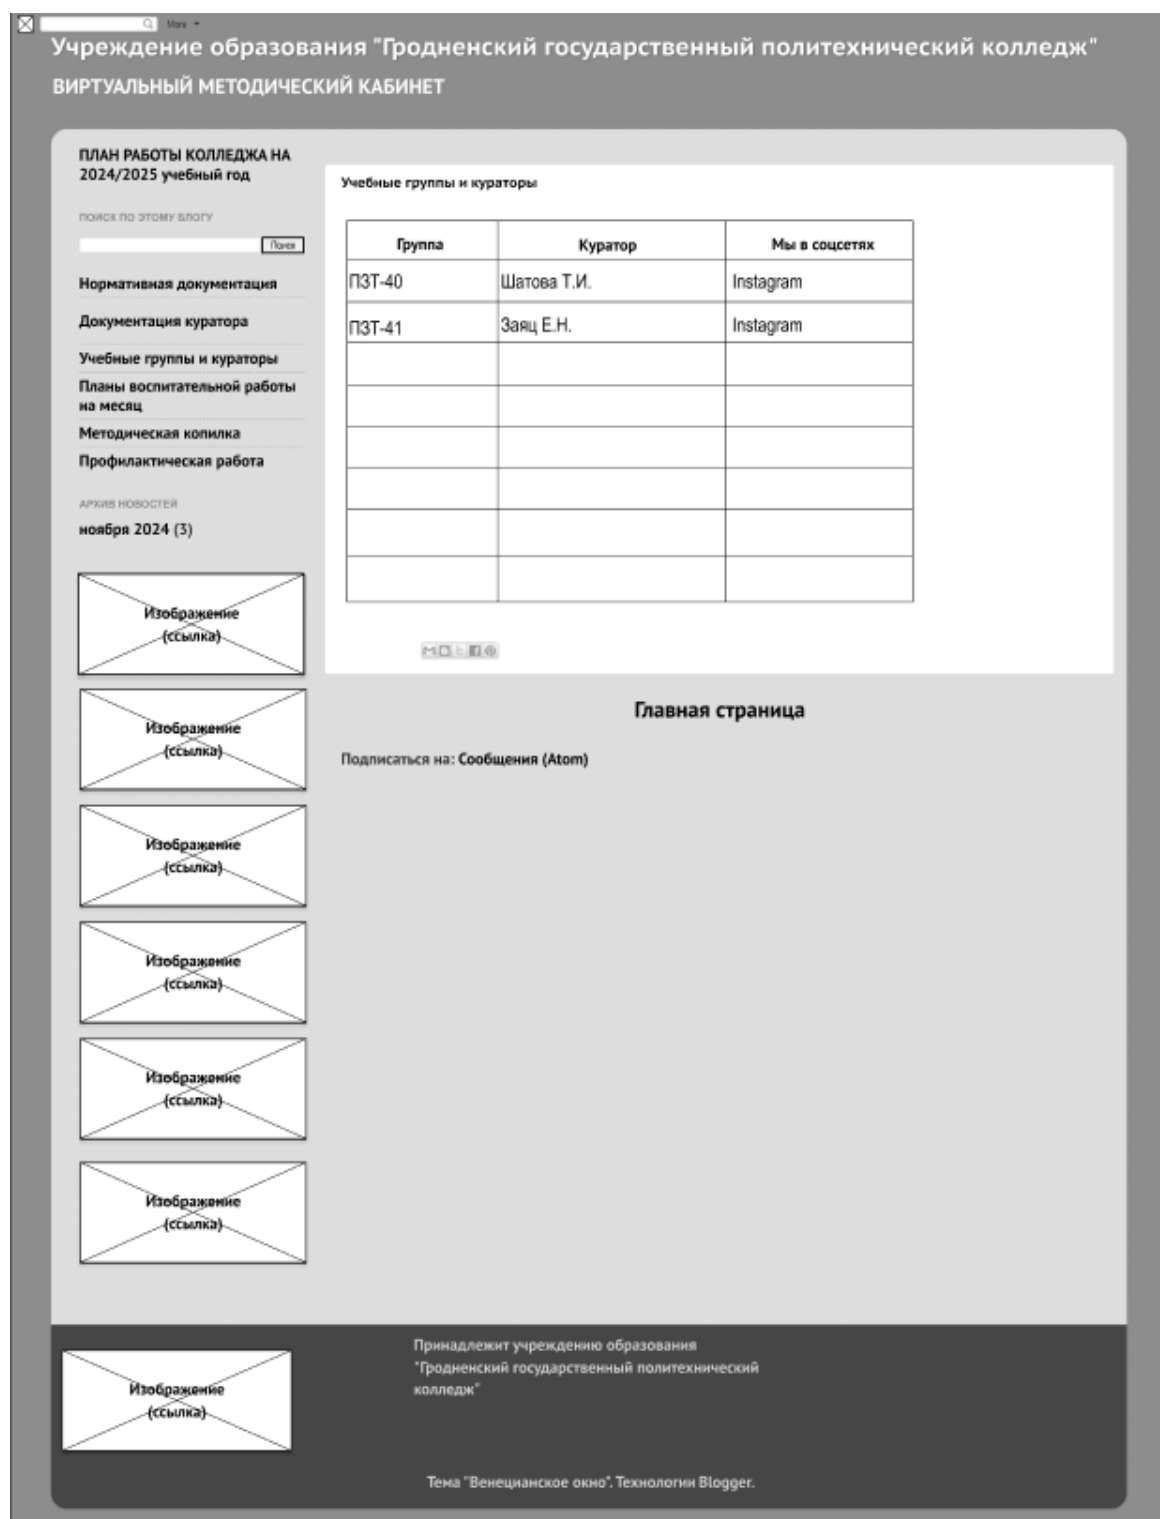 More
Учреждение образования "Гродненский государственный политехнический колледж"
ВИРТУАЛЬНЫЙ МЕТОДИЧЕСКИЙ КАБИНЕТ
ПЛАН РАБОТЫ КОЛЛЕДЖА НА
2024/2025 учебный год
ПОИСК ПО ЭТОМУ БЛОГУ
Поиск
Нормативная документация
Документация куратора
Учебные группы и кураторы
Планы воспитательной работы
на месяц
Методическая копилка
Профилактическая работа
АРХИВ НОВОСТЕЙ
ноября 2024 (3)
Изображение
(ссылка)
Изображение
(ссылка)
Изображение
(ссылка)
Изображение
(ссылка)
Изображение
(ссылка)
Изображение
(ссылка)
Учебные группы и кураторы
Группа Куратор Мы в соцсетях
ПЗТ-40 Шатова Т.И. Instagram
ПЗТ-41 Заяц Е.Н. Instagram
Главная страница
Подписаться на: Сообщения (Atom)
Изображение
(ссылка)
Принадлежит учреждению образования
"Гродненский государственный политехнический
колледж"
Тема "Венецианское окно". Технологии Blogger.